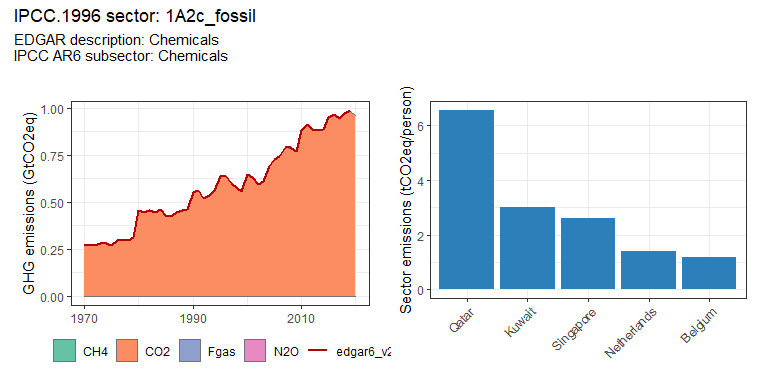 IPCC.1996 sector: 1A2c_fossil
EDGAR description: Chemicals
IPCC AR6 subsector: Chemicals
GHG emissions (GtCO2eq)
1.00
0.75
0.50
0.25
0.00
1970
1990
2010
CH4
CO2
Fgas
N2O
edgar6_v2
Sector emissions (tCO2eq/person)
6
4
2
0
Qatar
Kuwait
Singapore
Netherlands
Belgium